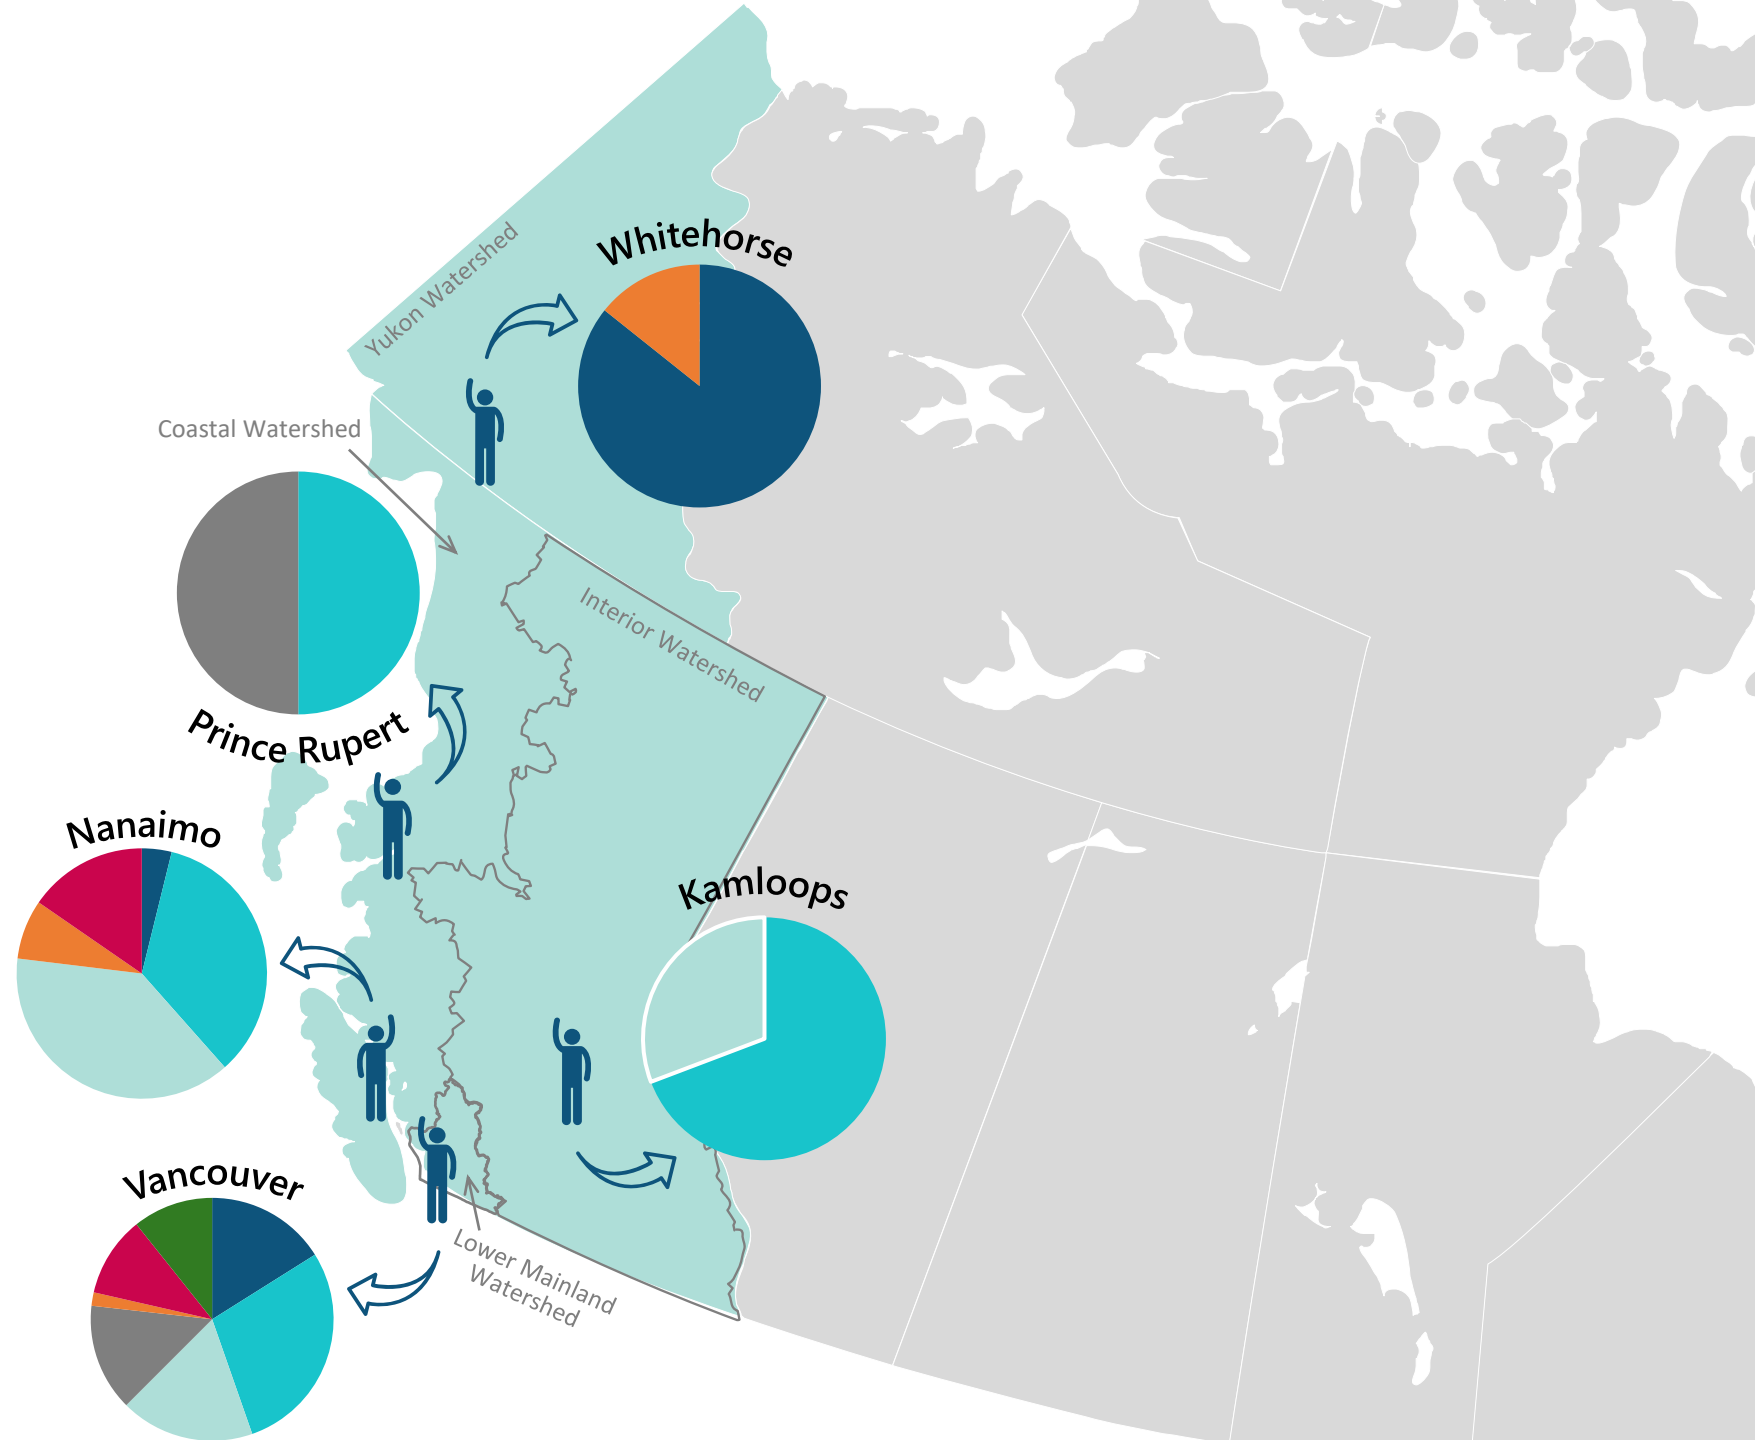 Yukon Watershed
Whitehorse
Coastal Watershed
Interior Watershed
Prince Rupert
Nanaimo
Kamloops
Vancouver
Lower Mainland
Watershed